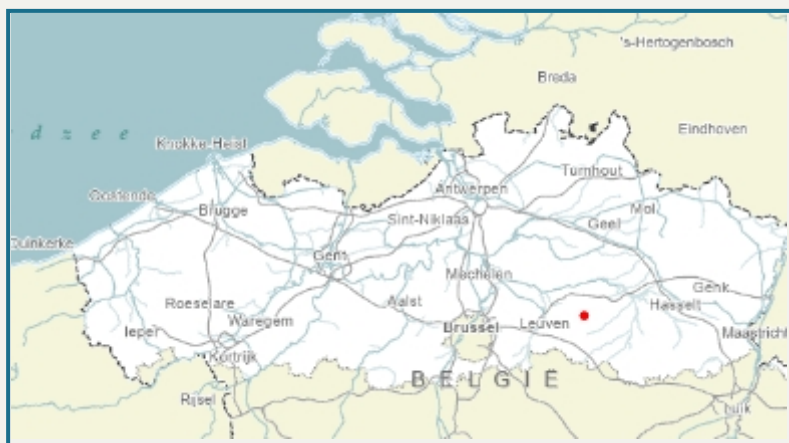 's-Hertogenbosch
Breda
dzee
Eindhoven
Knokke-Heist
Turnhout
Antwerpen
Oostende
Mol
Brugge
Sint-Niklaas
Geel
Duinkerke
Gent
Mechelen
Genk
Roeselare
Aalst
Hasselt
Ieper
Waregem
Brussel
Leuven
Maastricht
Kortrijk
BELGIË
Rijsel
Luik